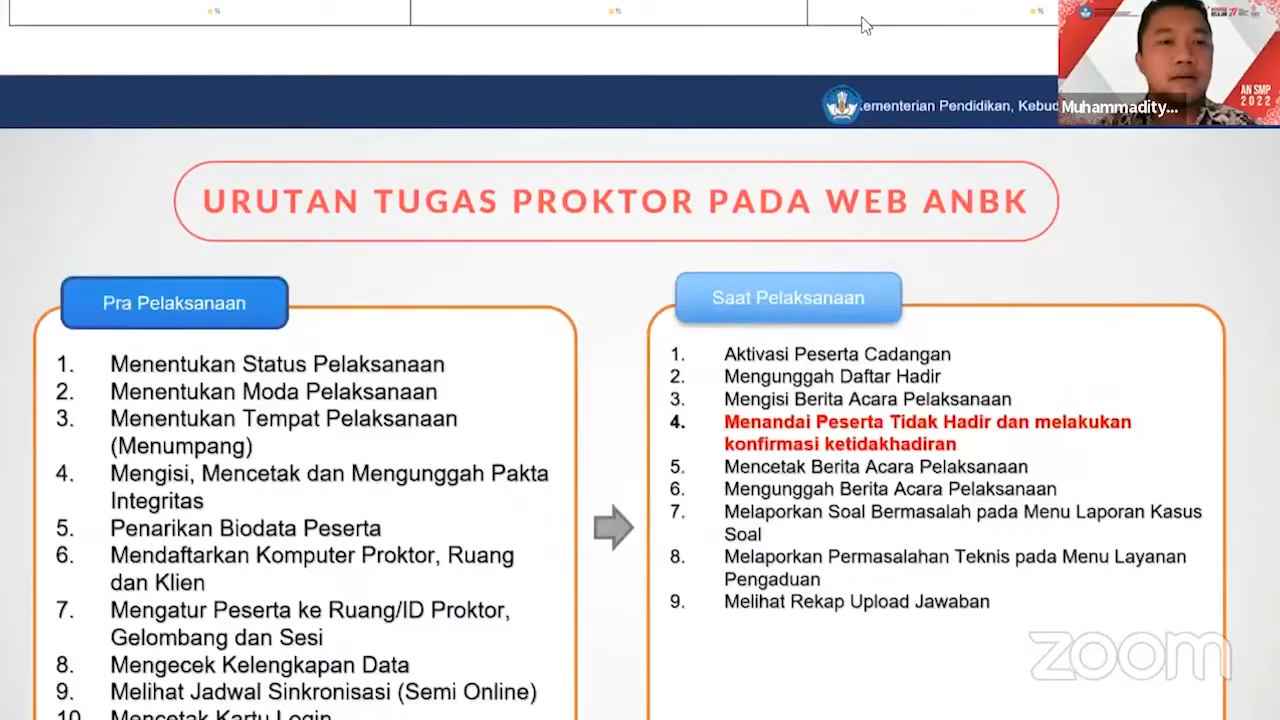 %
%
%
Kementerian Pendidikan, Kebud
AN SMP
2022
Muhammadity...
URUTAN TUGAS PROKTOR PADA WEB ANBK
Pra Pelaksanaan
1. Menentukan Status Pelaksanaan
2. Menentukan Moda Pelaksanaan
3. Menentukan Tempat Pelaksanaan
(Menumpang)
4. Mengisi, Mencetak dan Mengunggah Pakta
Integritas
5. Penarikan Biodata Peserta
6. Mendaftarkan Komputer Proktor, Ruang
dan Klien
7. Mengatur Peserta ke Ruang/ID Proktor,
Gelombang dan Sesi
8. Mengecek Kelengkapan Data
9. Melihat Jadwal Sinkronisasi (Semi Online)
10. Mencetak Kartu Login
Saat Pelaksanaan
1. Aktivasi Peserta Cadangan
2. Mengunggah Daftar Hadir
3. Mengisi Berita Acara Pelaksanaan
4. Menandai Peserta Tidak Hadir dan melakukan
konfirmasi ketidakhadiran
5. Mencetak Berita Acara Pelaksanaan
6. Mengunggah Berita Acara Pelaksanaan
7. Melaporkan Soal Bermasalah pada Menu Laporan Kasus
Soal
8. Melaporkan Permasalahan Teknis pada Menu Layanan
Pengaduan
9. Melihat Rekap Upload Jawaban
zoom